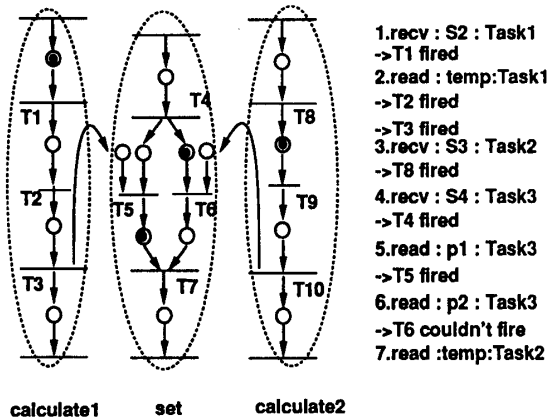 T1
T2
T3
T4
T5
T6
T7
T8
T9
T10
calculate1
set
calculate2
1.recv : S2 : Task1
->T1 fired
2.read : temp:Task1
->T2 fired
->T3 fired
3.recv : S3 : Task2
->T8 fired
4.recv : S4 : Task3
->T4 fired
5.read : p1 : Task3
->T5 fired
6.read : p2 : Task3
->T6 couldn't fire
7.read :temp:Task2